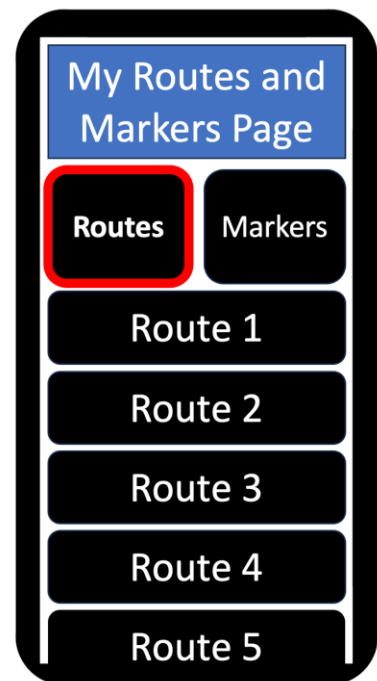 My Routes and
Markers Page
Routes
Markers
Route 1
Route 2
Route 3
Route 4
Route 5